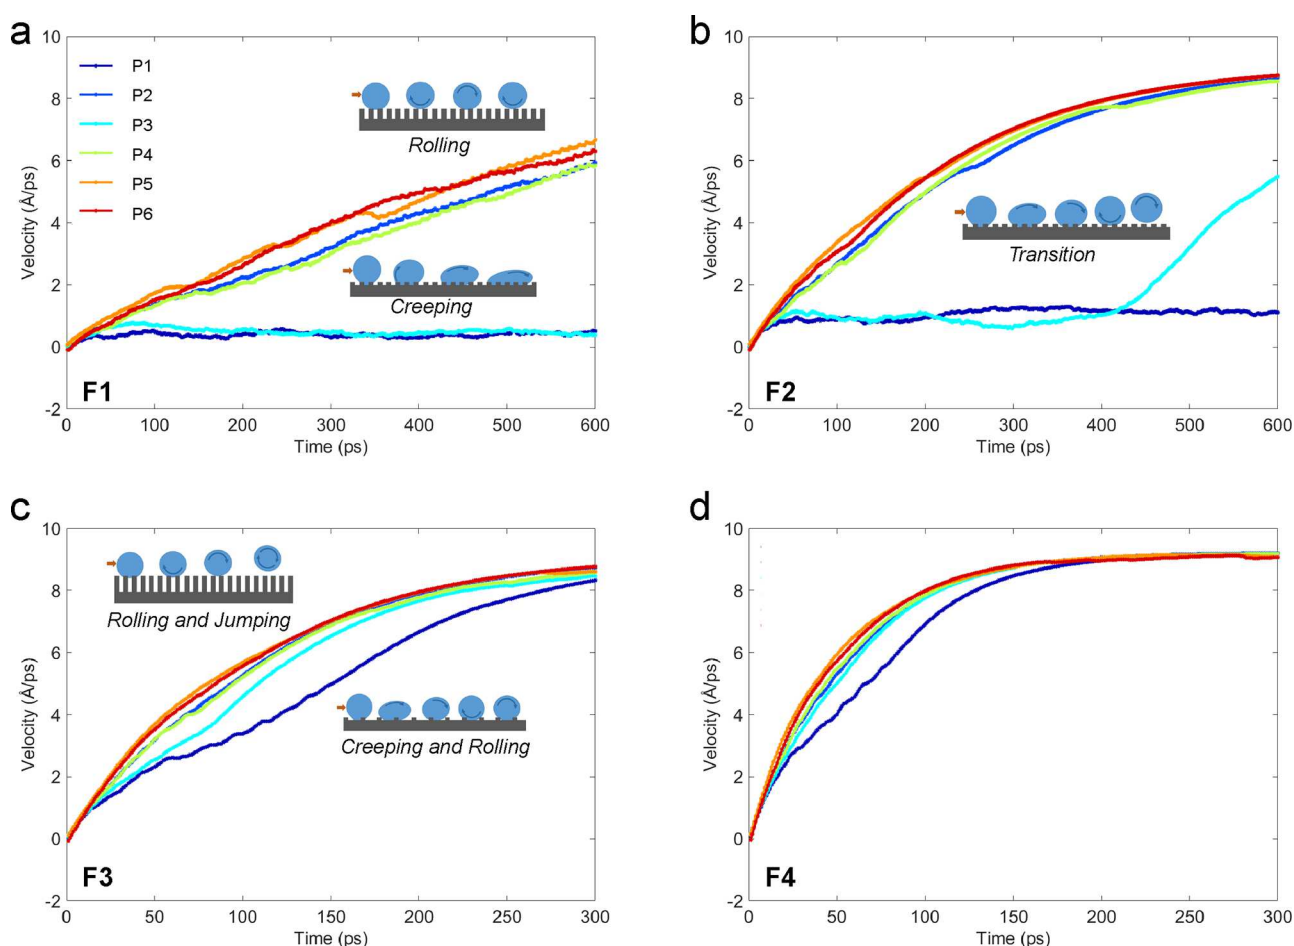 a
10
8
6
4
2
0
-2
Velocity (Å/ps)
P1
P2
P3
P4
P5
P6
Rolling
Creeping
F1
0 100 200 300 400 500 600
Time (ps)
b
10
8
6
4
2
0
-2
Velocity (Å/ps)
Transition
F2
0 100 200 300 400 500 600
Time (ps)
c
10
8
6
4
2
0
-2
Velocity (Å/ps)
Rolling and Jumping
Creeping and Rolling
F3
0 50 100 150 200 250 300
Time (ps)
d
10
8
6
4
2
0
-2
Velocity (Å/ps)
F4
0 50 100 150 200 250 300
Time (ps)